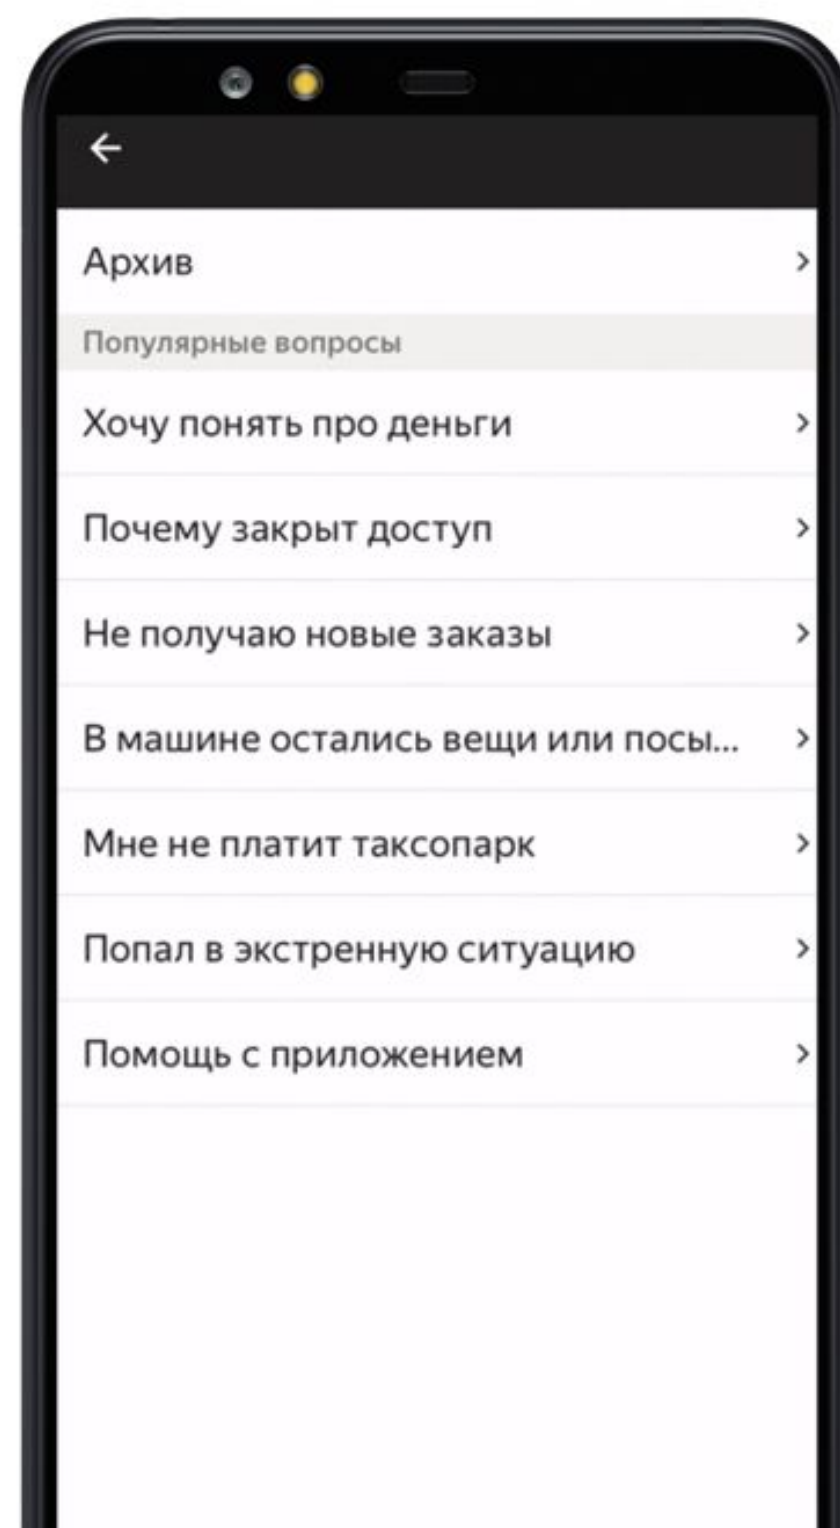 Архив
Популярные вопросы
Хочу понять про деньги
Почему закрыт доступ
Не получаю новые заказы
В машине остались вещи или посы...
Мне не платит таксопарк
Попал в экстренную ситуацию
Помощь с приложением